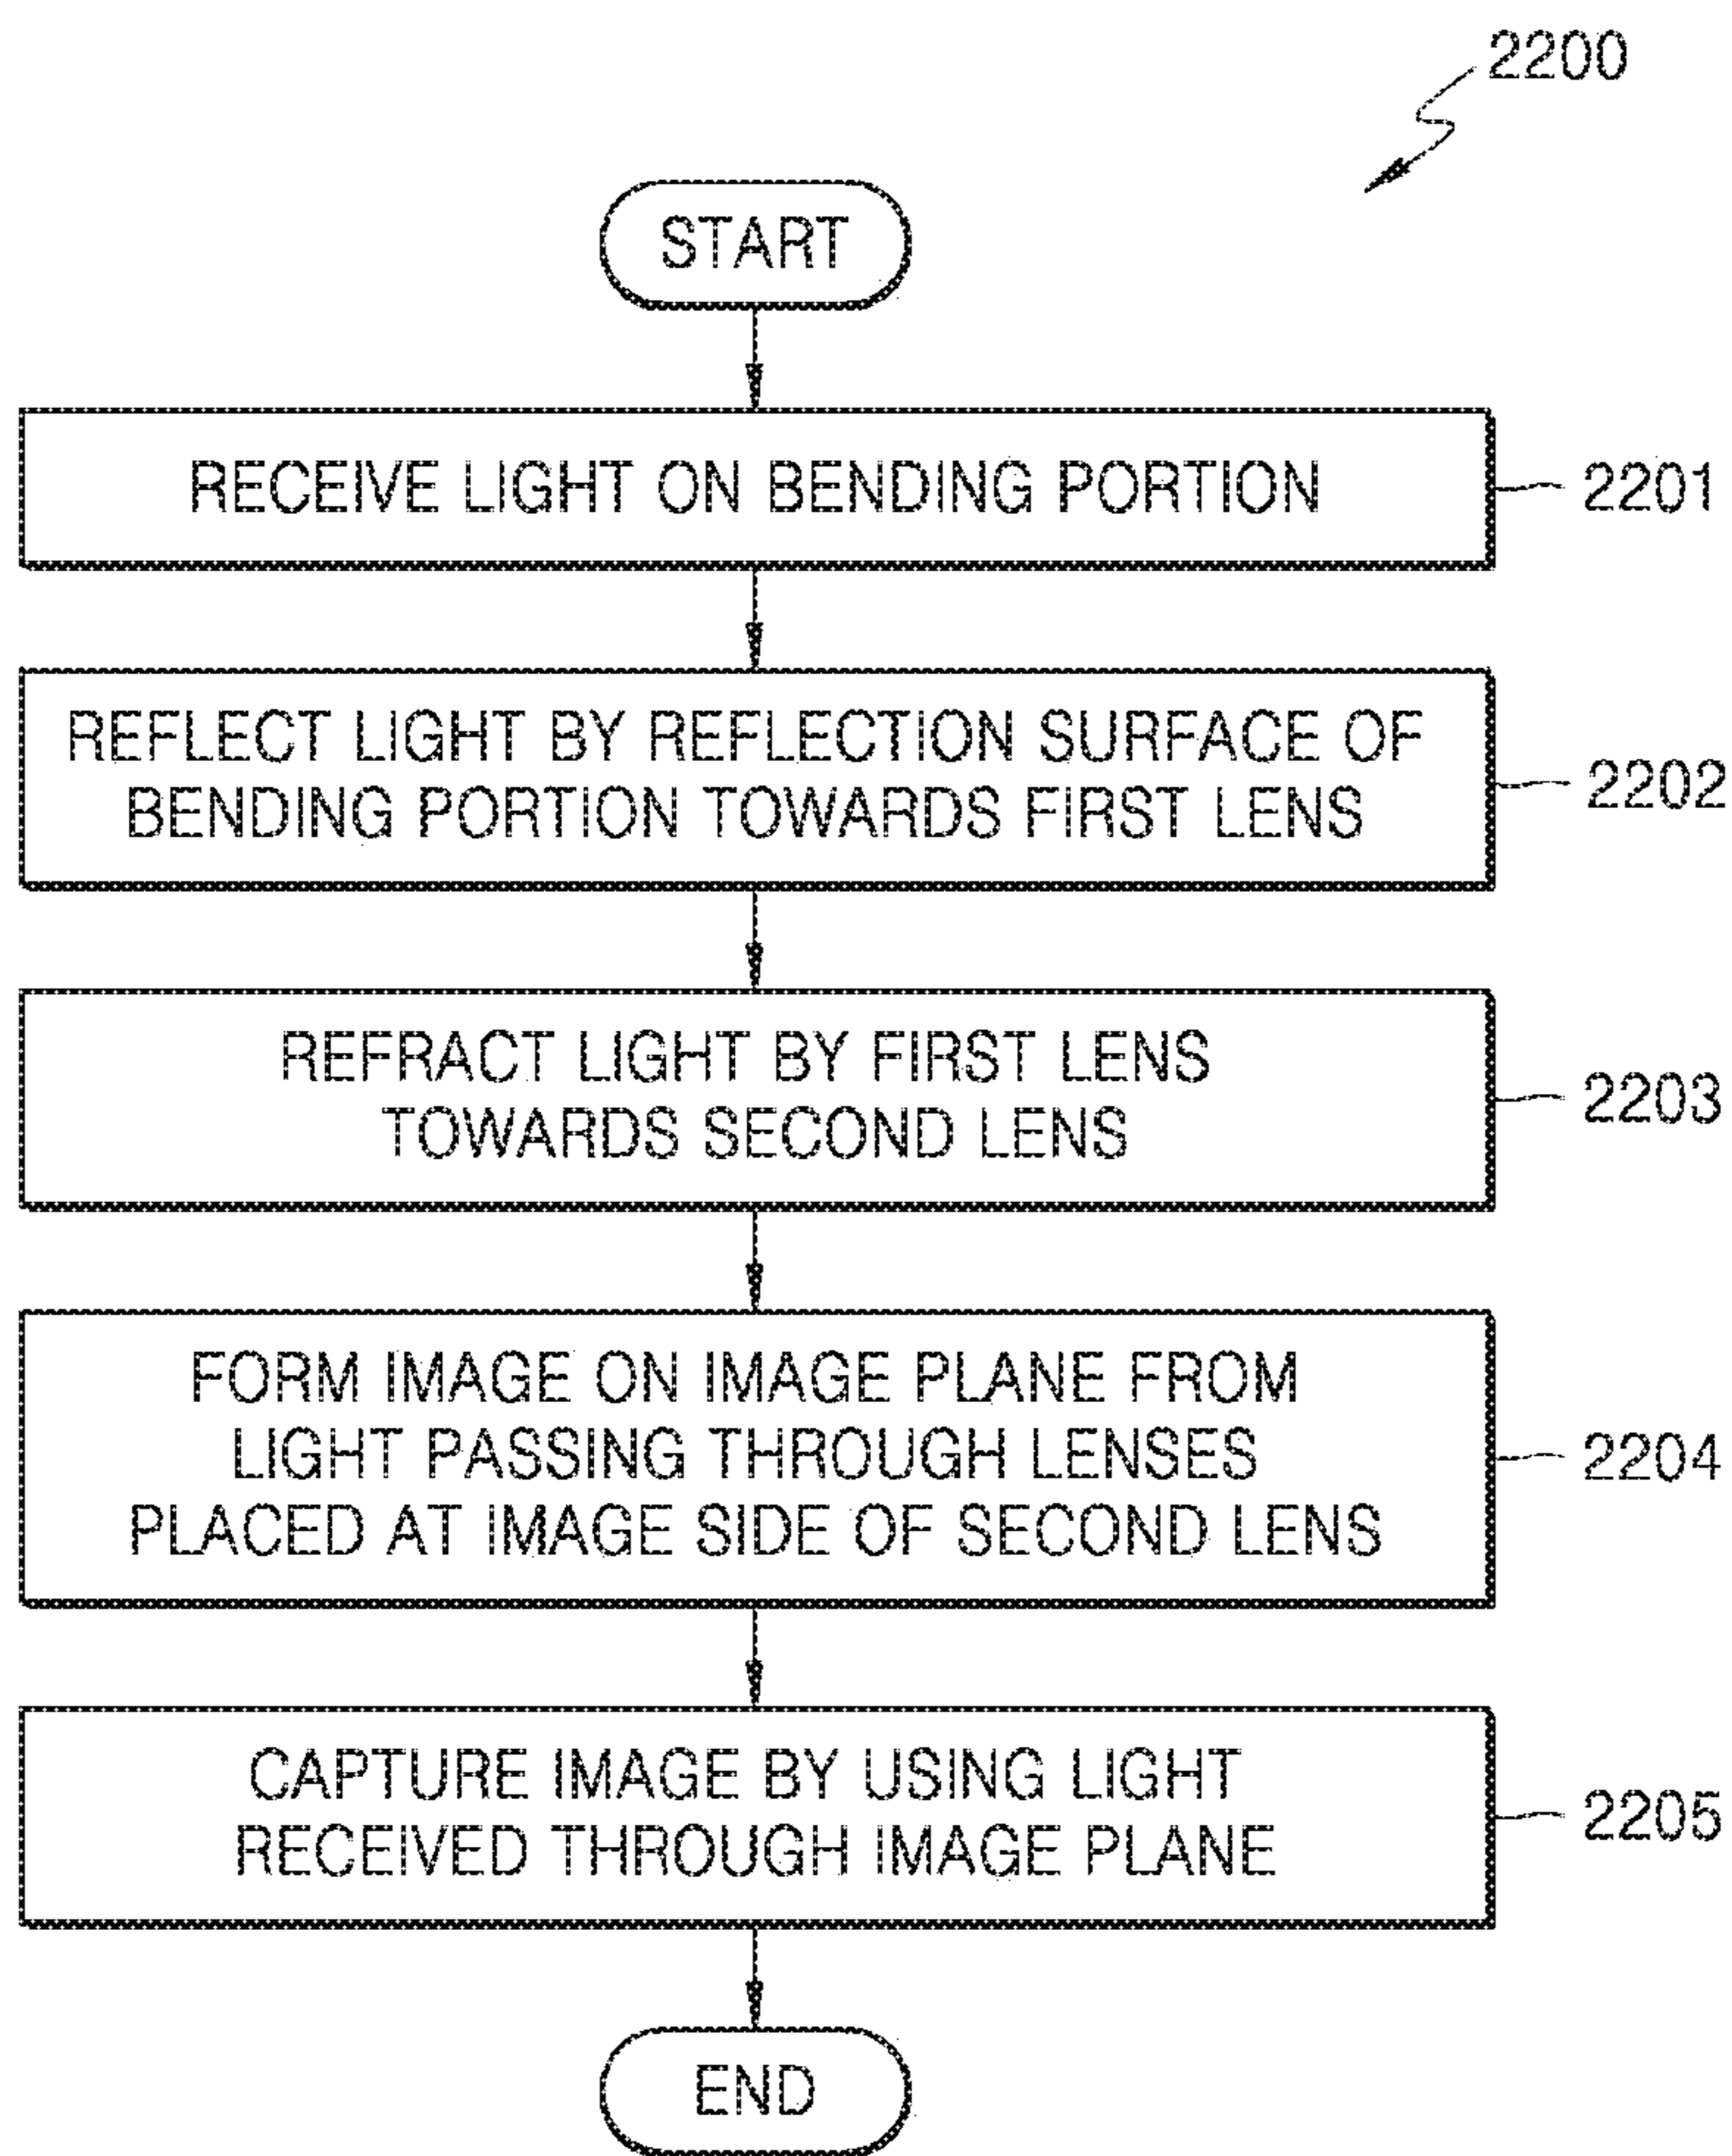 2200
START
RECEIVE LIGHT ON BENDING PORTION
2201
REFLECT LIGHT BY REFLECTION SURFACE OF
BENDING PORTION TOWARDS FIRST LENS
2202
REFRACT LIGHT BY FIRST LENS
TOWARDS SECOND LENS
2203
FORM IMAGE ON IMAGE PLANE FROM
LIGHT PASSING THROUGH LENSES
PLACED AT IMAGE SIDE OF SECOND LENS
2204
CAPTURE IMAGE BY USING LIGHT
RECEIVED THROUGH IMAGE PLANE
2205
END